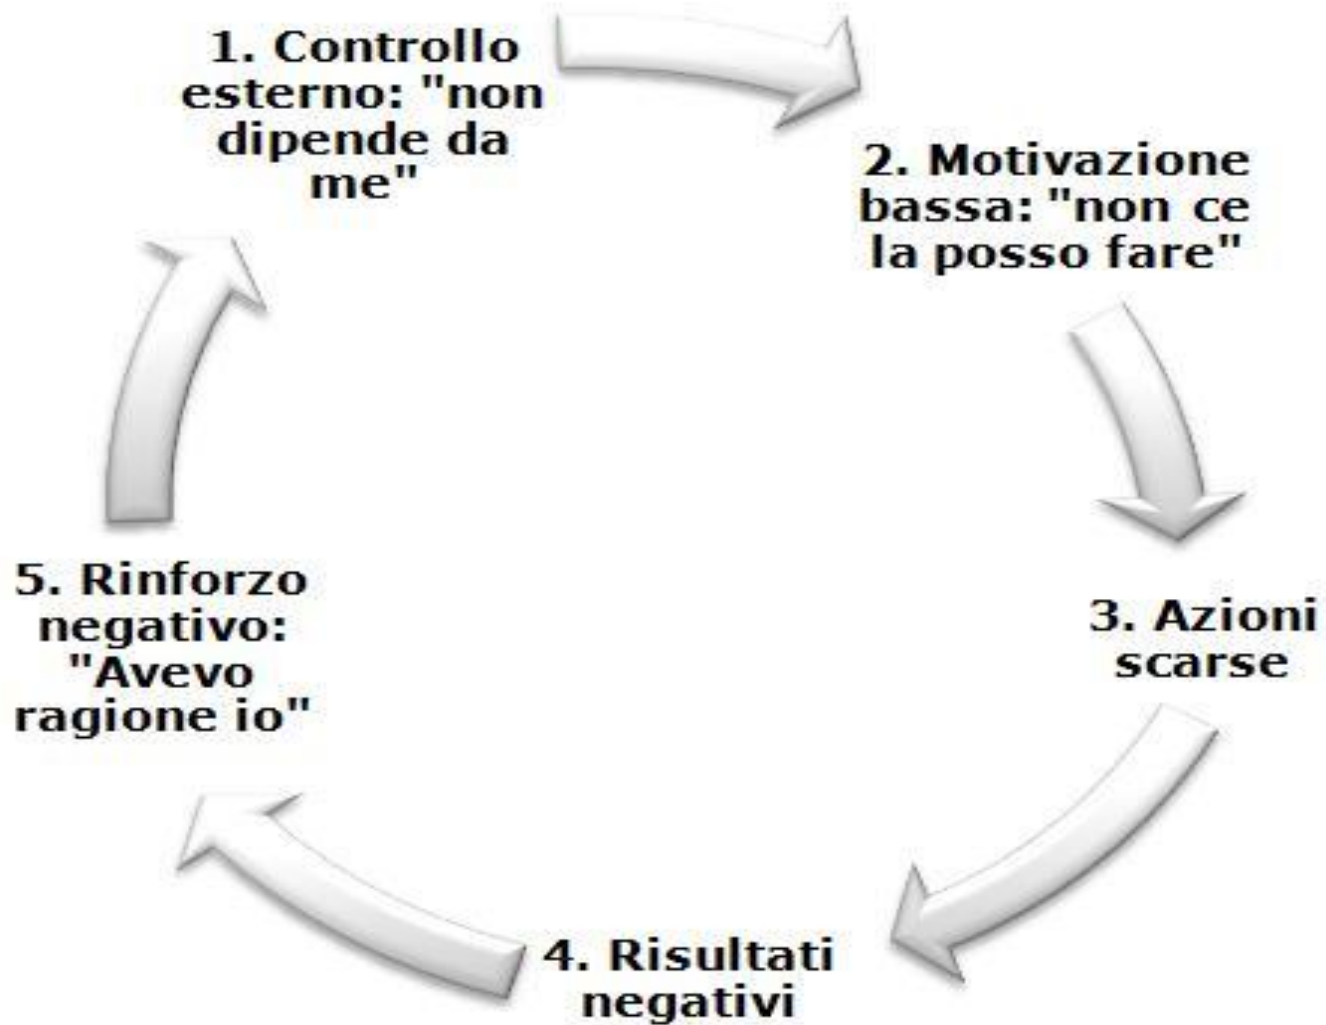 1. Controllo
esterno: "non
dipende da
me"
2. Motivazione
bassa: "non ce
la posso fare"
3. Azioni
scarse
4. Risultati
negativi
5. Rinforzo
negativo:
"Avevo
ragione io"